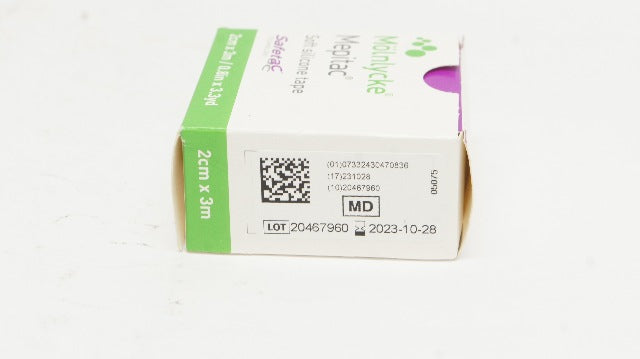 Mölnlycke®
Mepitac®
Soft silicone tape
Safetac
2cm x 3m / 0.8in x 3.3yd
2cm x 3m
(01)07332430470836
(17)231028
(10)20467960
MD
LOT 20467960 2023-10-28
05075